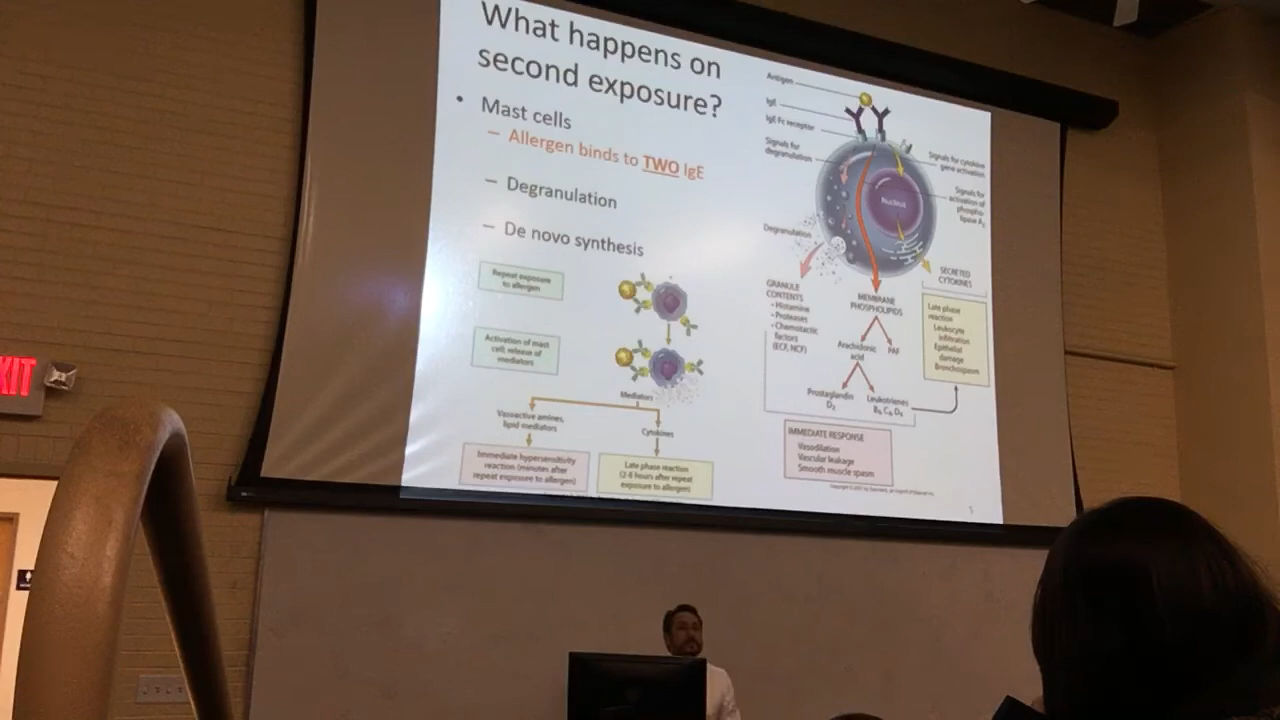 What happens on
second exposure?
• Mast cells
– Allergen binds to TWO IgE
– Degranulation
– De novo synthesis
Repeat exposure
to allergen
Activation of mast
cell; release of
mediators
Mediators
Vasoactive amines,
lipid mediators
Cytokines
Immediate hypersensitivity
reaction (minutes after
repeat exposure to allergen)
Late phase reaction
(2-8 hours after repeat
exposure to allergen)
Antigen
IgE
IgE Fc receptor
Signals for
degranulation
Signals for cytokine
gene activation
Signals for
activation of
phospho-
lipase A₂
Nucleus
Degranulation
GRANULE
CONTENTS
• Histamine
• Proteases
• Chemotactic
factors
(ECF, NCF)
MEMBRANE
PHOSPHOLIPIDS
Arachidonic
acid
PAF
Prostaglandin
D₂
Leukotrienes
B₄, C₄, D₄
SECRETED
CYTOKINES
Late phase
reaction
Leukocyte
infiltration
Epithelial
damage
Bronchospasm
IMMEDIATE RESPONSE
Vasodilation
Vascular leakage
Smooth muscle spasm
5
XIT